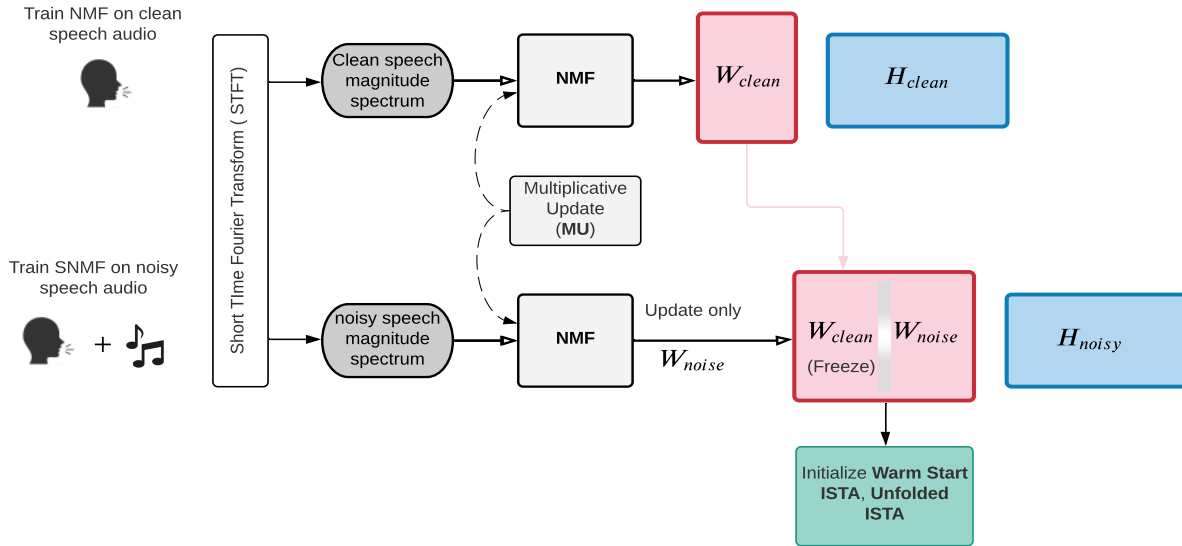 Train NMF on clean
speech audio
Short TIme Fourier Transform ( STFT)
Clean speech
magnitude
spectrum
NMF
W_clean
H_clean
Multiplicative
Update
(MU)
Train SNMF on noisy
speech audio
+
noisy speech
magnitude
spectrum
NMF
Update only
W_noise
W_clean
(Freeze)
W_noise
H_noisy
Initialize Warm Start
ISTA, Unfolded
ISTA